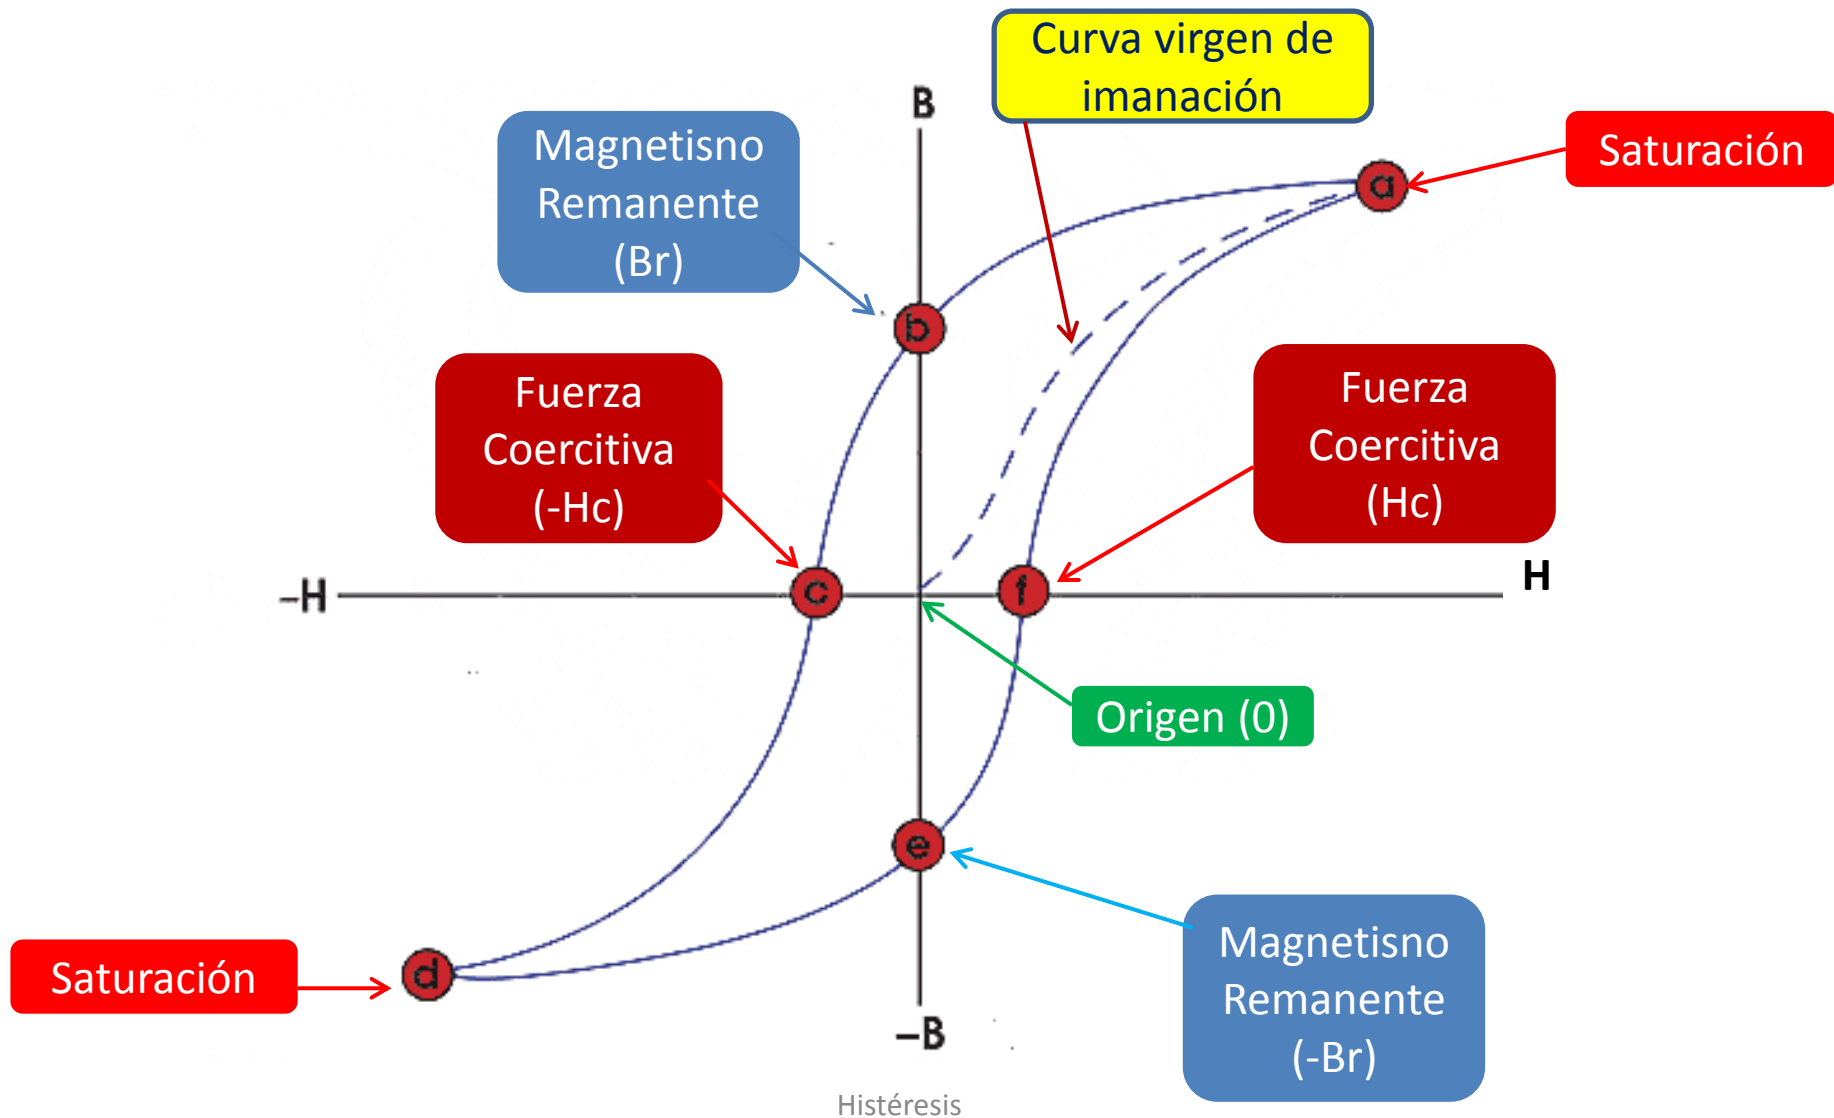 Curva virgen de
imanación
B
Magnetisno
Remanente
(Br)
Saturación
a
b
Fuerza
Coercitiva
(-Hc)
Fuerza
Coercitiva
(Hc)
–H
c
f
H
Origen (0)
e
Magnetisno
Remanente
(-Br)
Saturación
d
–B
Histéresis